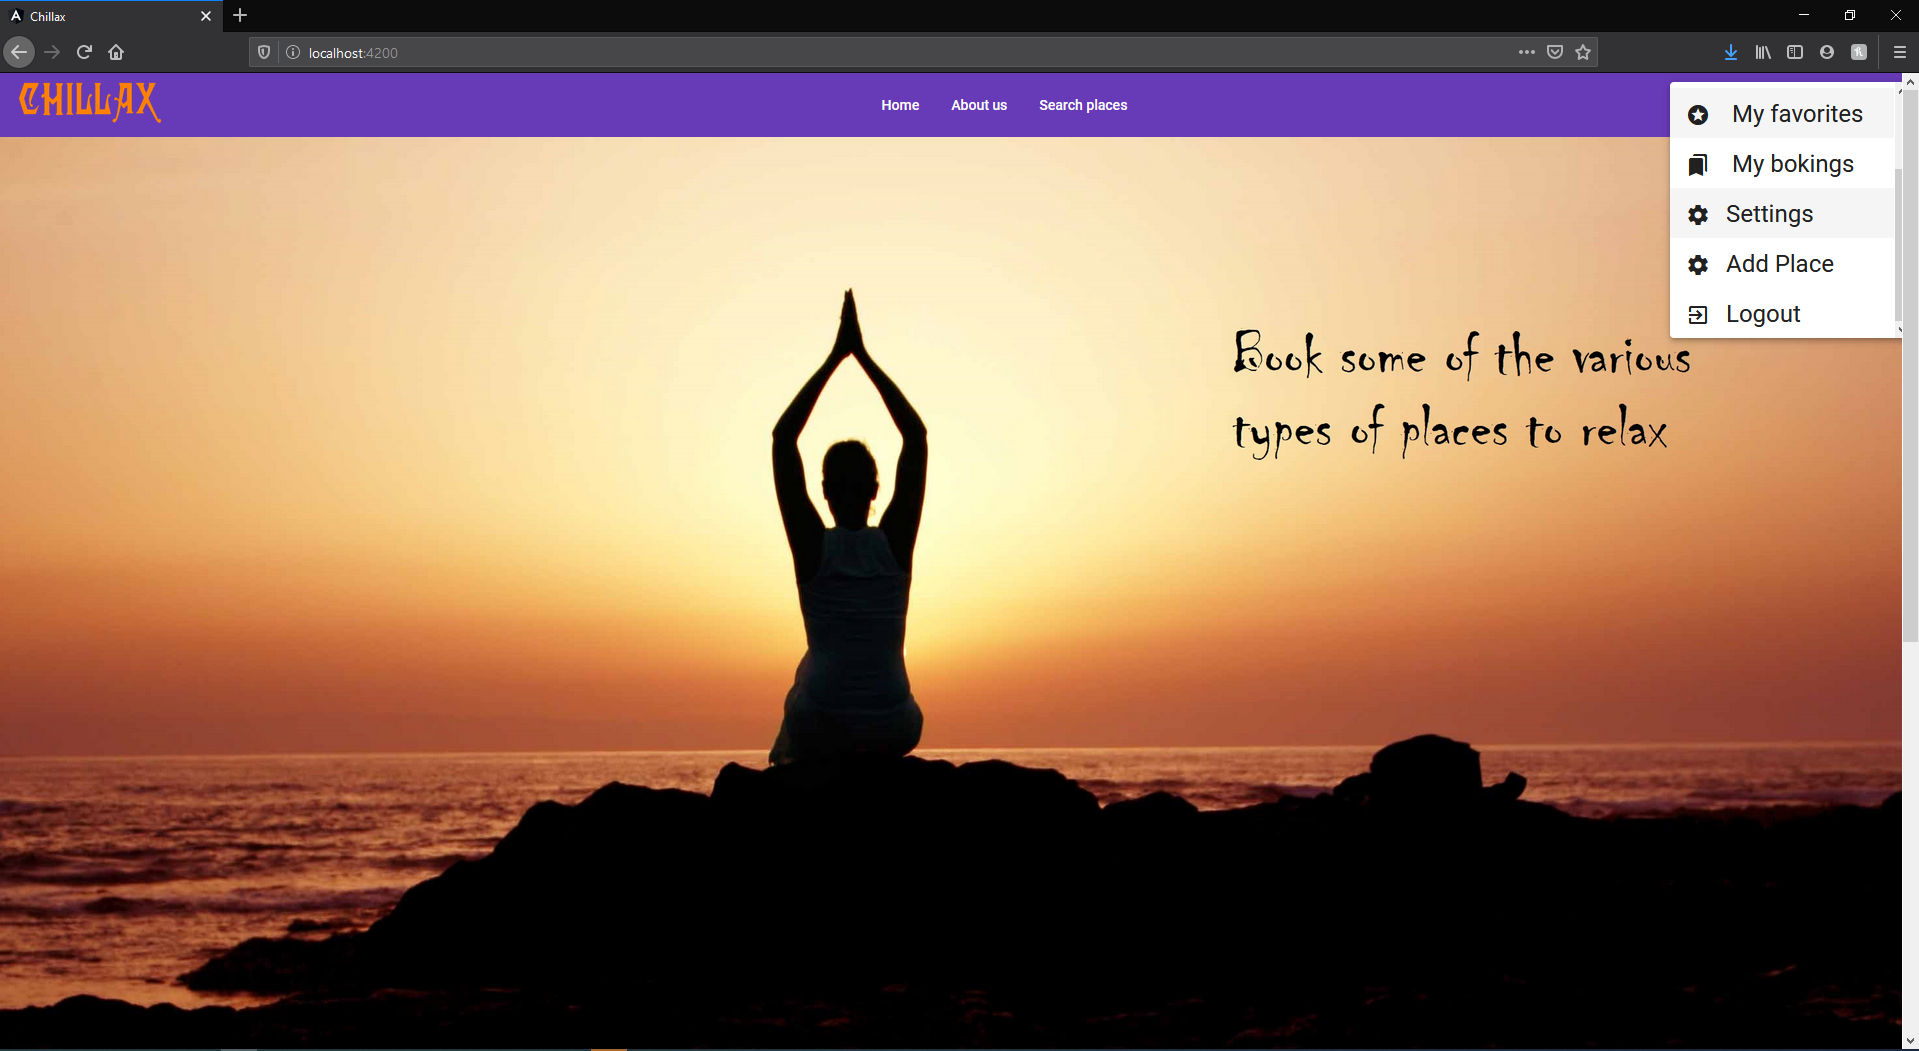 Chillax
localhost:4200
CHILLAX
Home
About us
Search places
My favorites
My bokings
Settings
Add Place
Logout
Book some of the various
types of places to relax